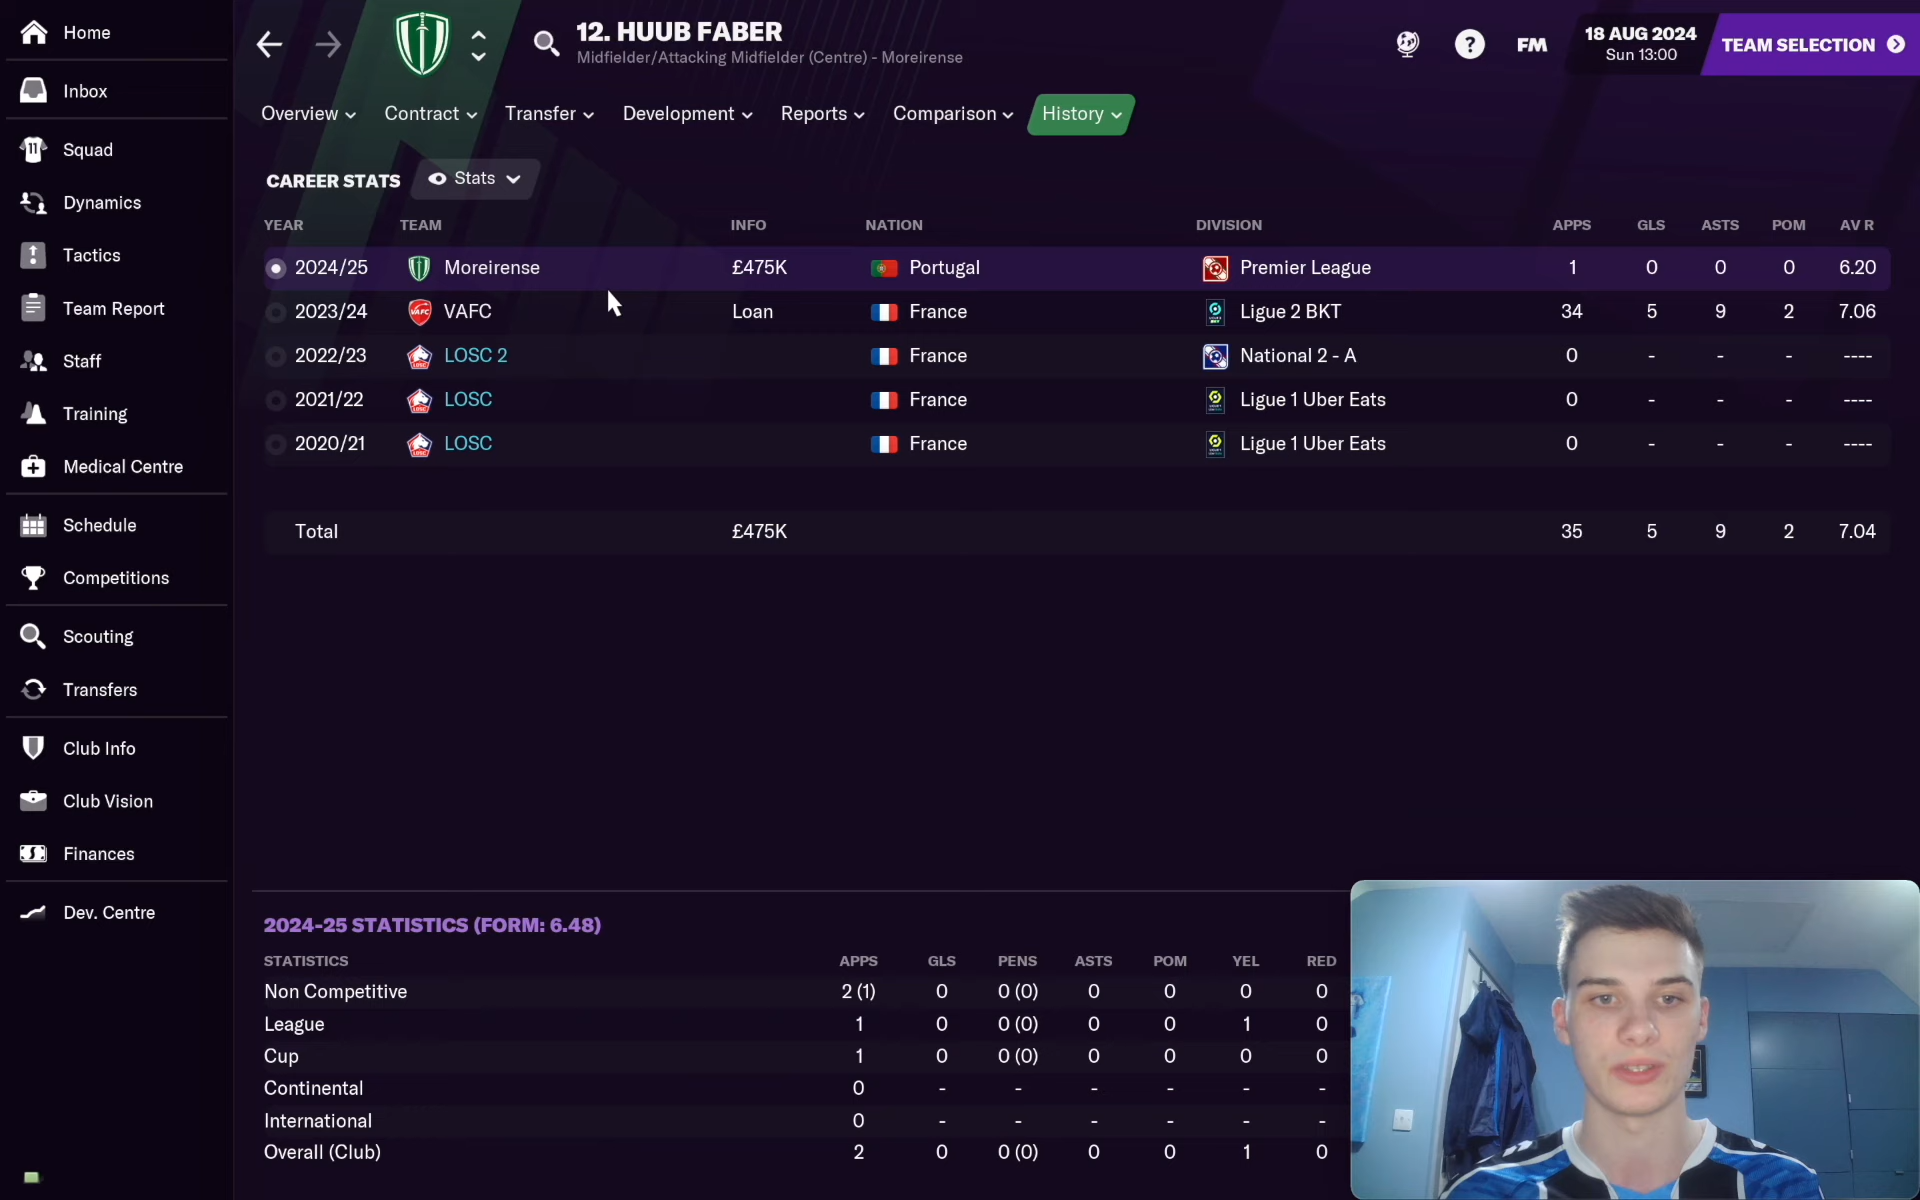 Home
Inbox
Squad
Dynamics
Tactics
Team Report
Staff
Training
Medical Centre
Schedule
Competitions
Scouting
Transfers
Club Info
Club Vision
Finances
Dev. Centre
12. HUUB FABER
Midfielder/Attacking Midfielder (Centre) - Moreirense
? FM
18 AUG 2024
Sun 13:00
TEAM SELECTION
Overview Contract Transfer Development Reports Comparison History
CAREER STATS Stats
YEAR TEAM INFO NATION DIVISION APPS GLS ASTS POM AV R
2024/25 Moreirense £475K Portugal Premier League 1 0 0 0 6.20
2023/24 VAFC Loan France Ligue 2 BKT 34 5 9 2 7.06
2022/23 LOSC 2 France National 2 - A 0 - - - ----
2021/22 LOSC France Ligue 1 Uber Eats 0 - - - ----
2020/21 LOSC France Ligue 1 Uber Eats 0 - - - ----
Total £475K 35 5 9 2 7.04
2024-25 STATISTICS (FORM: 6.48)
STATISTICS APPS GLS PENS ASTS POM YEL RED
Non Competitive 2 (1) 0 0 (0) 0 0 0 0
League 1 0 0 (0) 0 0 1 0
Cup 1 0 0 (0) 0 0 0 0
Continental 0 - - - - - -
International 0 - - - - - -
Overall (Club) 2 0 0 (0) 0 0 1 0